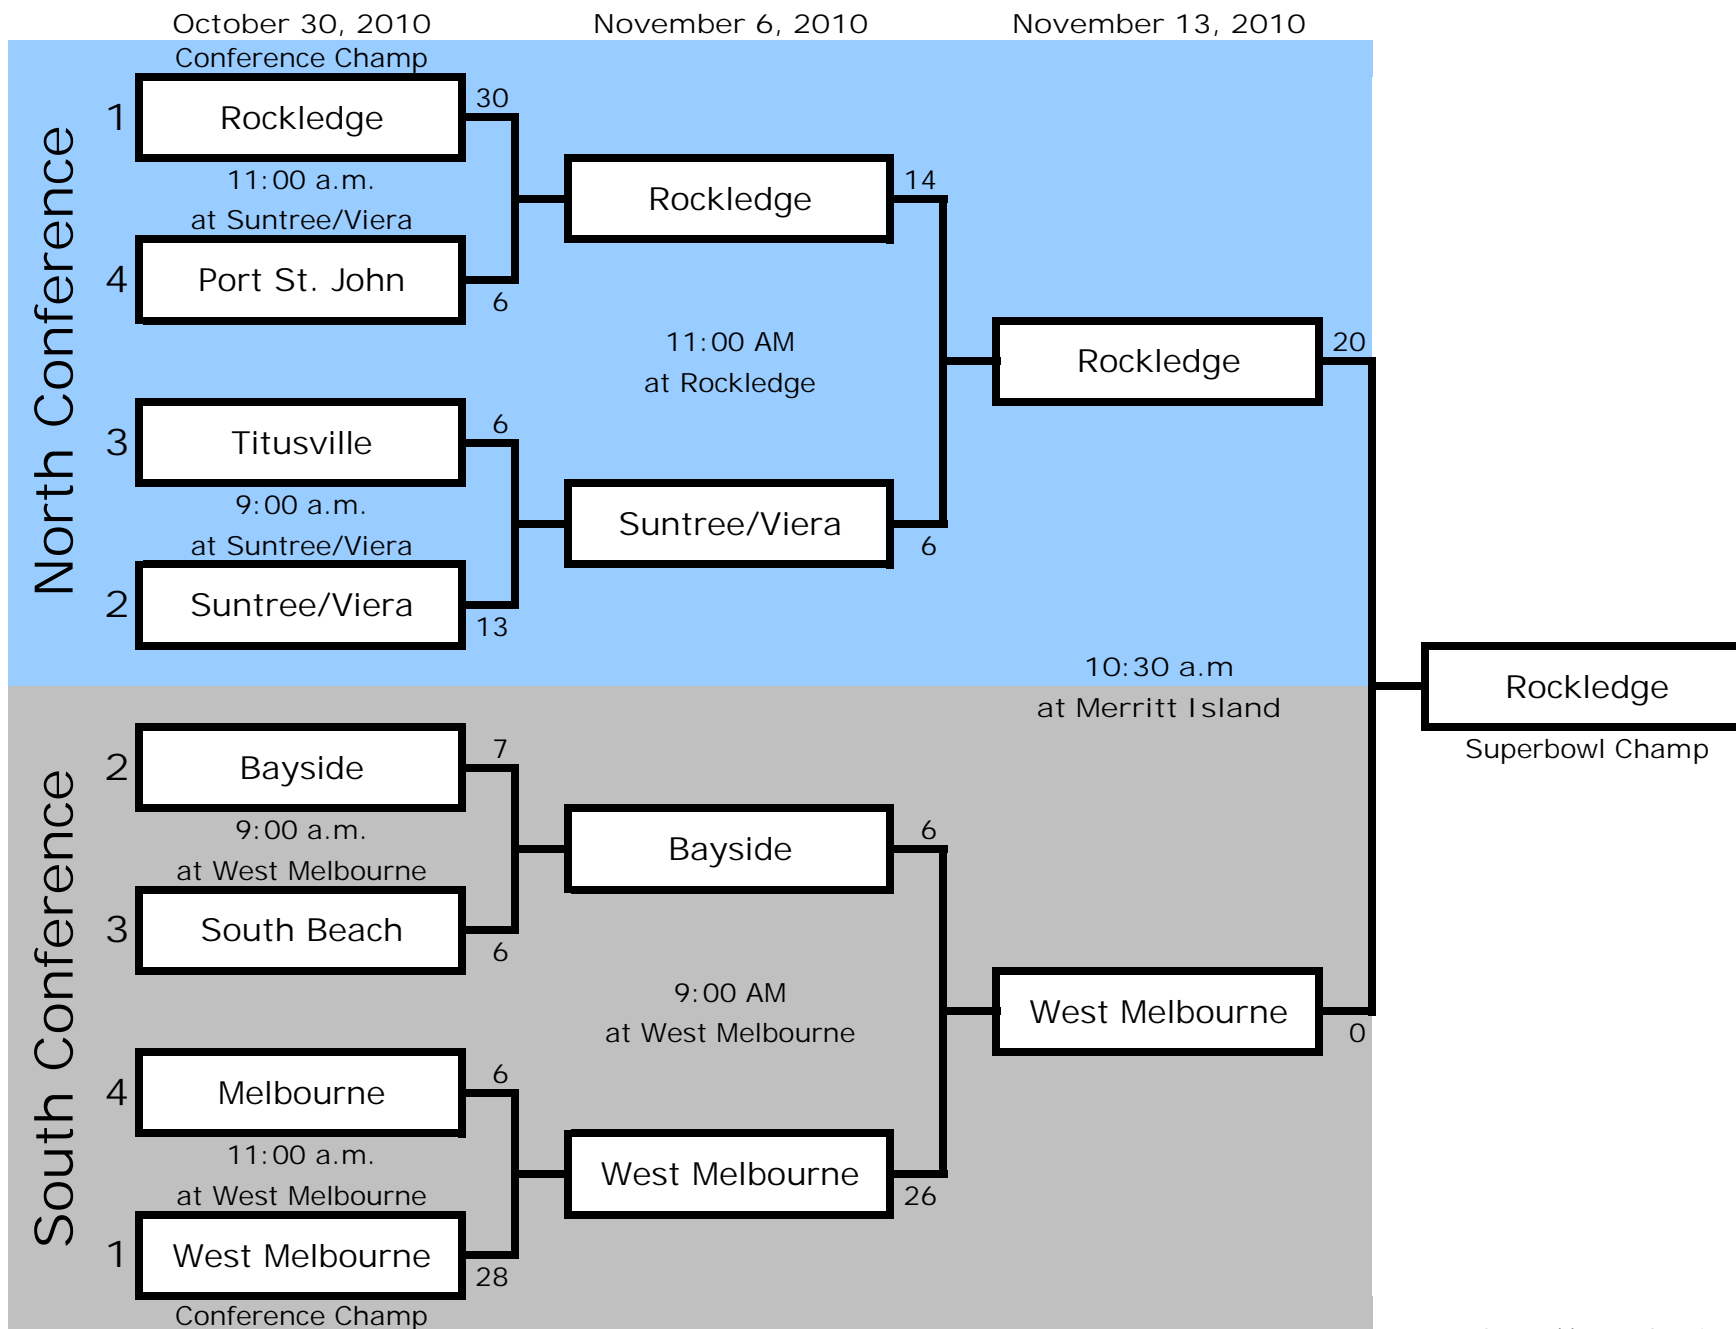 October 30, 2010
November 6, 2010
November 13, 2010
North Conference
Conference Champ
1
Rockledge
30
11:00 a.m.
at Suntree/Viera
4
Port St. John
6
3
Titusville
6
9:00 a.m.
at Suntree/Viera
2
Suntree/Viera
13
Rockledge
14
11:00 AM
at Rockledge
Suntree/Viera
6
Rockledge
20
10:30 a.m
at Merritt Island
Rockledge
Superbowl Champ
South Conference
2
Bayside
7
9:00 a.m.
at West Melbourne
3
South Beach
6
4
Melbourne
6
11:00 a.m.
at West Melbourne
1
West Melbourne
28
Conference Champ
Bayside
6
9:00 AM
at West Melbourne
West Melbourne
26
West Melbourne
0